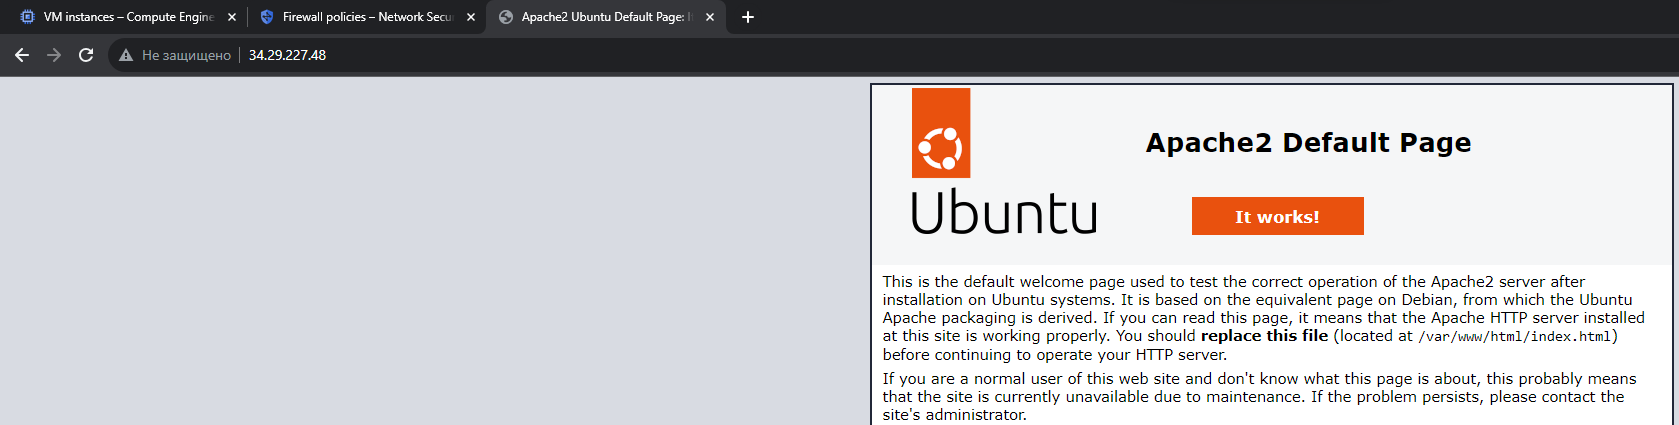 VM instances – Compute Engine
Firewall policies – Network Secur
Apache2 Ubuntu Default Page: I
Не защищено
34.29.227.48
Apache2 Default Page
Ubuntu
It works!
This is the default welcome page used to test the correct operation of the Apache2 server after
installation on Ubuntu systems. It is based on the equivalent page on Debian, from which the Ubuntu
Apache packaging is derived. If you can read this page, it means that the Apache HTTP server installed
at this site is working properly. You should replace this file (located at /var/www/html/index.html)
before continuing to operate your HTTP server.
If you are a normal user of this web site and don't know what this page is about, this probably means
that the site is currently unavailable due to maintenance. If the problem persists, please contact the
site's administrator.